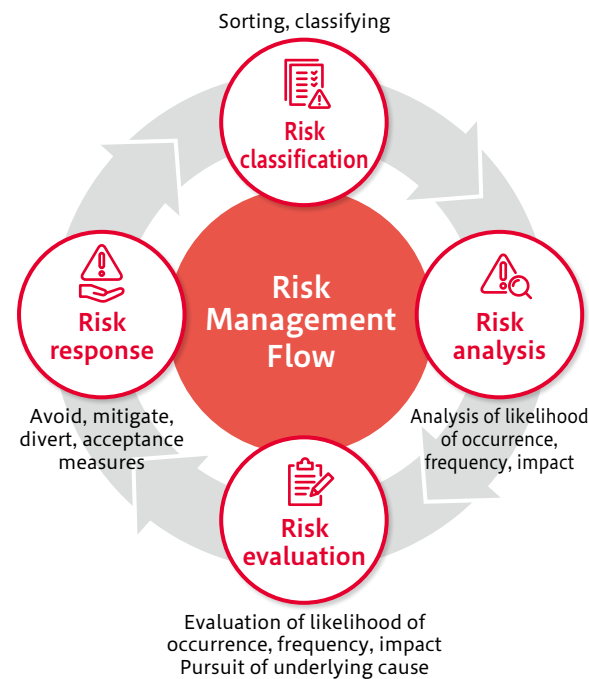 Sorting, classifying
Risk
classification
Risk
Management
Flow
Risk
analysis
Analysis of likelihood
of occurrence,
frequency, impact
Risk
evaluation
Evaluation of likelihood of
occurrence, frequency, impact
Pursuit of underlying cause
Risk
response
Avoid, mitigate,
divert, acceptance
measures